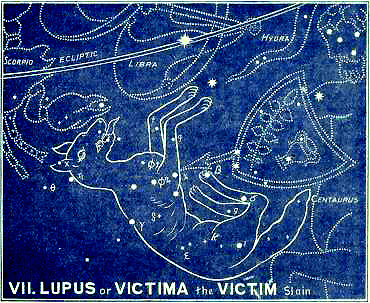 HYDRA
SCORPIO
ECLIPTIC
LIBRA
CENTAURUS
VII. LUPUS or VICTIMA the VICTIM Slain